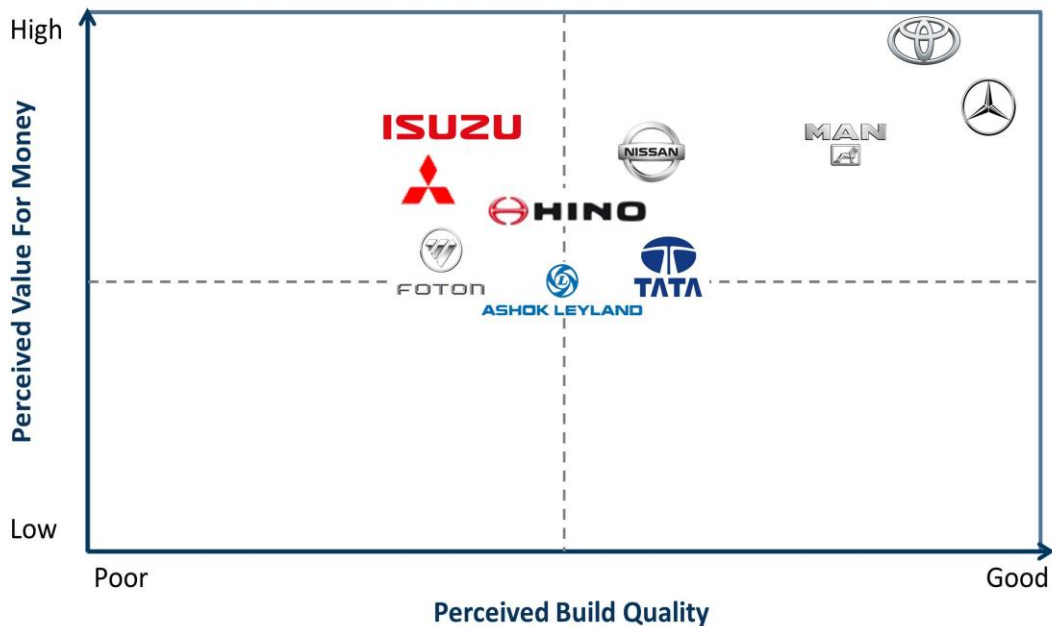 High
ISUZU
NISSAN
MAN
HINO
FOTON
TATA
L
ASHOK LEYLAND
Perceived Value For Money
Low
Poor
Good
Perceived Build Quality